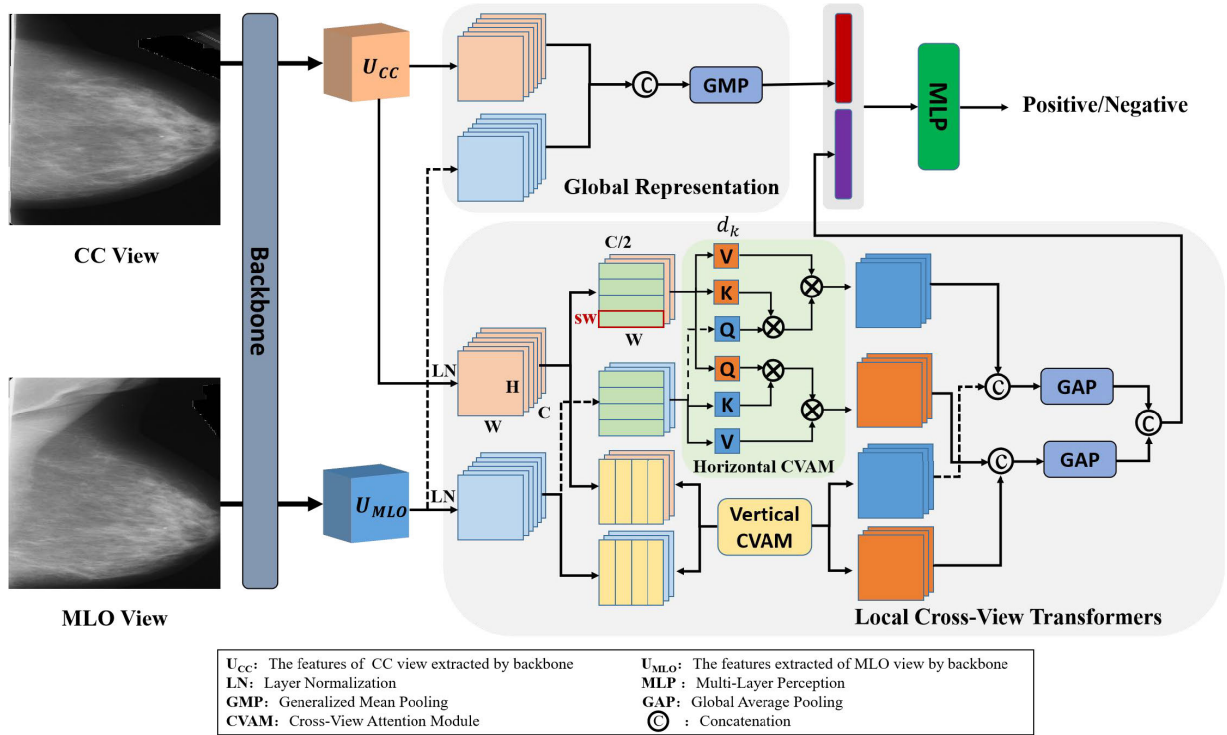 CC View
MLO View
Backbone
U_CC
U_MLO
C
GMP
Global Representation
MLP
Positive/Negative
LN
H
W
C
LN
C/2
sw
W
d_k
V
K
Q
Q
K
V
Horizontal CVAM
Vertical
CVAM
C
GAP
C
GAP
C
Local Cross-View Transformers
U_CC: The features of CC view extracted by backbone
LN: Layer Normalization
GMP: Generalized Mean Pooling
CVAM: Cross-View Attention Module
U_MLO: The features extracted of MLO view by backbone
MLP : Multi-Layer Perception
GAP: Global Average Pooling
C : Concatenation